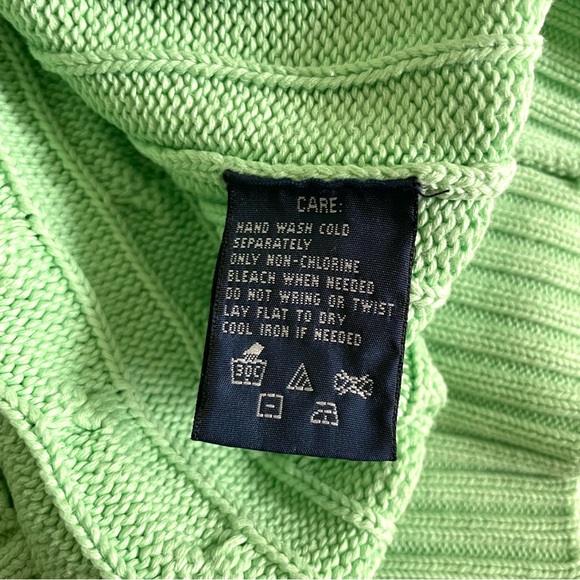 CARE:
HAND WASH COLD
SEPARATELY
ONLY NON-CHLORINE
BLEACH WHEN NEEDED
DO NOT WRING OR TWIST
LAY FLAT TO DRY
COOL IRON IF NEEDED
30C